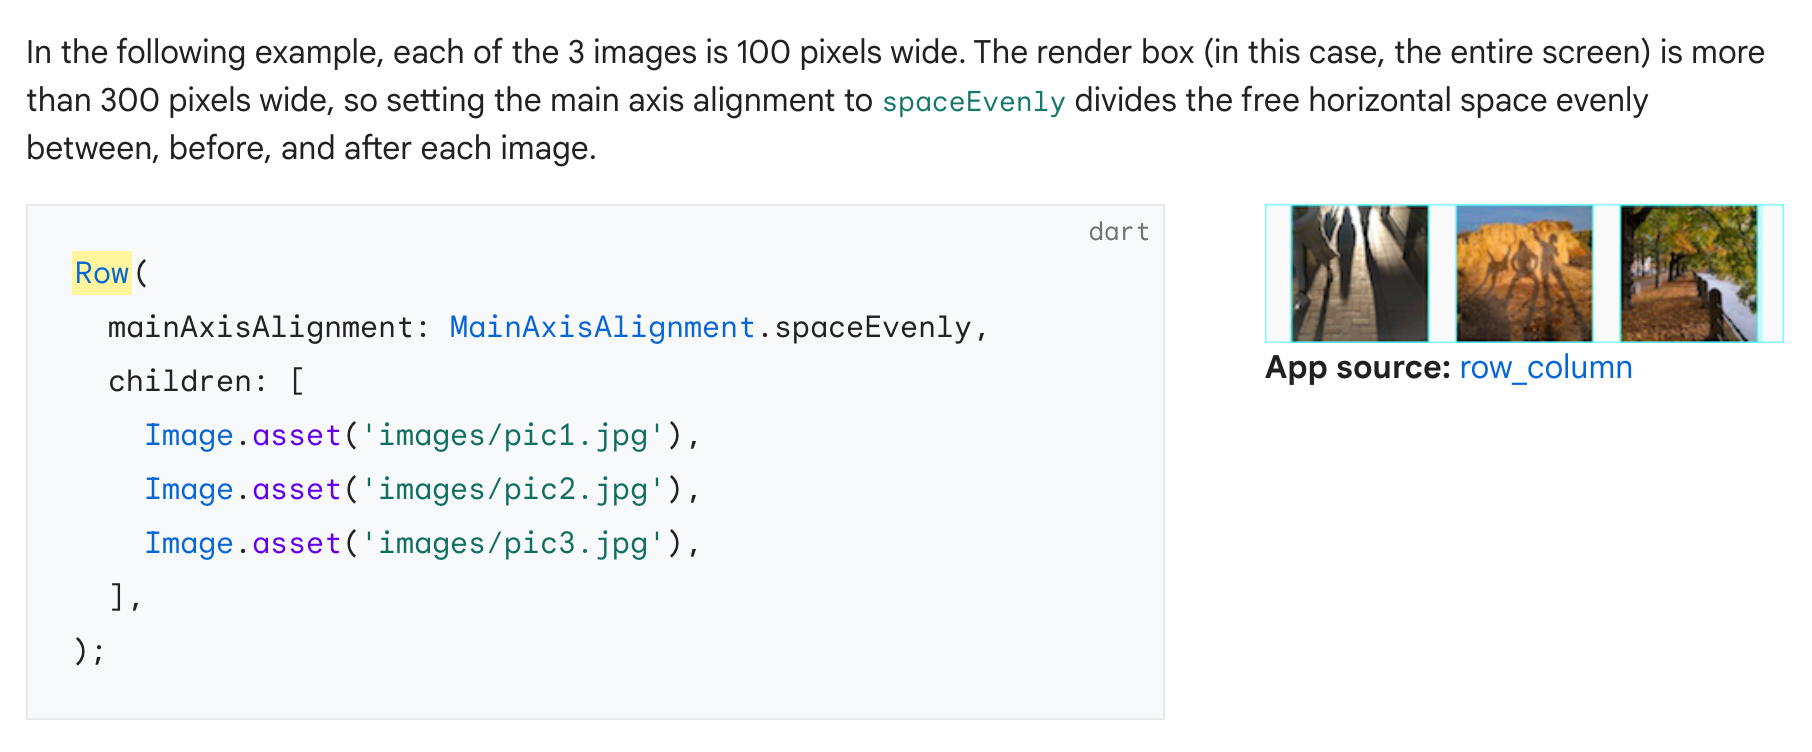 In the following example, each of the 3 images is 100 pixels wide. The render box (in this case, the entire screen) is more
than 300 pixels wide, so setting the main axis alignment to spaceEvenly divides the free horizontal space evenly
between, before, and after each image.
dart
Row(
  mainAxisAlignment: MainAxisAlignment.spaceEvenly,
  children: [
    Image.asset('images/pic1.jpg'),
    Image.asset('images/pic2.jpg'),
    Image.asset('images/pic3.jpg'),
  ],
);
App source: row_column